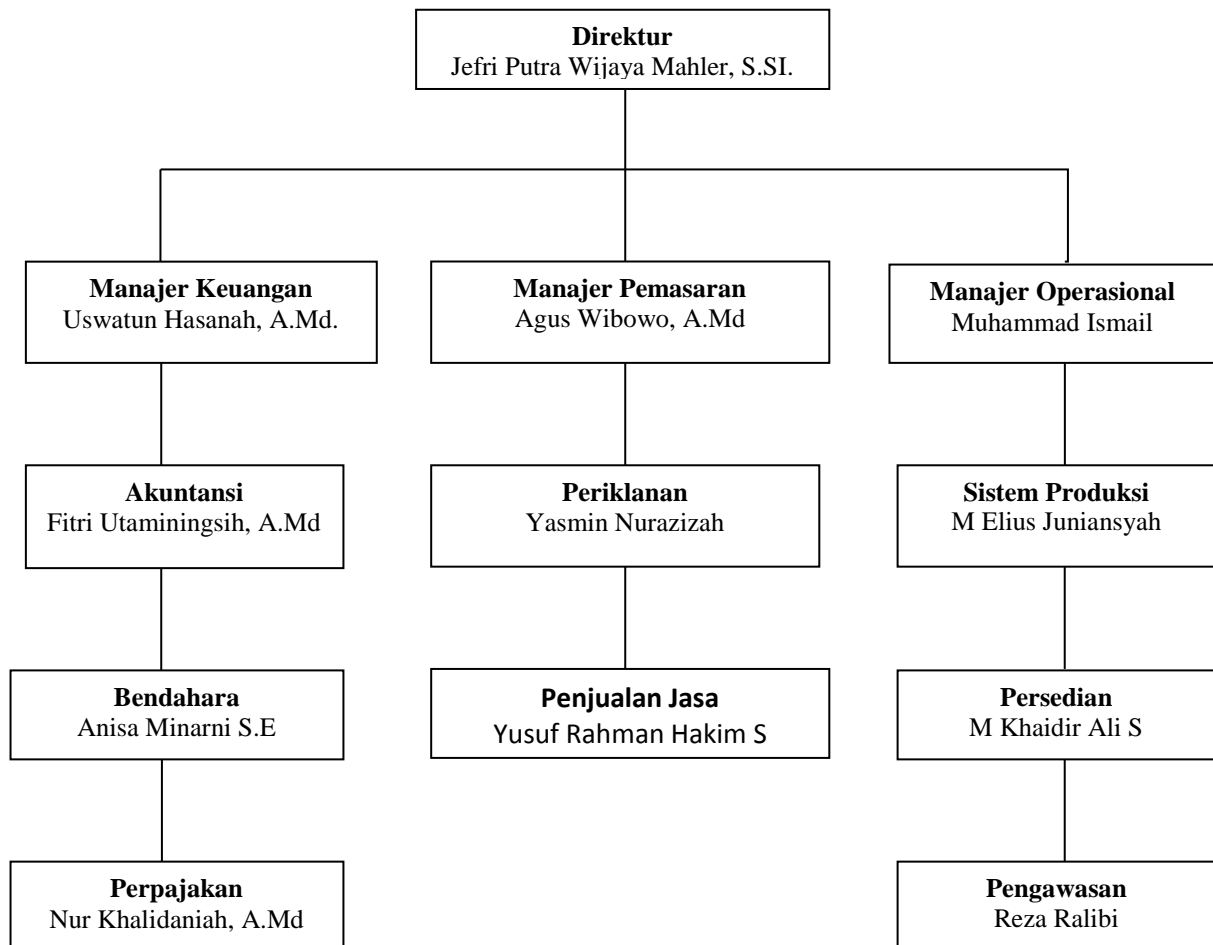 Direktur
Jefri Putra Wijaya Mahler, S.SI.
Manajer Keuangan
Uswatun Hasanah, A.Md.
Manajer Pemasaran
Agus Wibowo, A.Md
Manajer Operasional
Muhammad Ismail
Akuntansi
Fitri Utaminingsih, A.Md
Periklanan
Yasmin Nurazizah
Sistem Produksi
M Elius Juniansyah
Bendahara
Anisa Minarni S.E
Penjualan Jasa
Yusuf Rahman Hakim S
Persedian
M Khaidir Ali S
Perpajakan
Nur Khalidaniah, A.Md
Pengawasan
Reza Ralibi